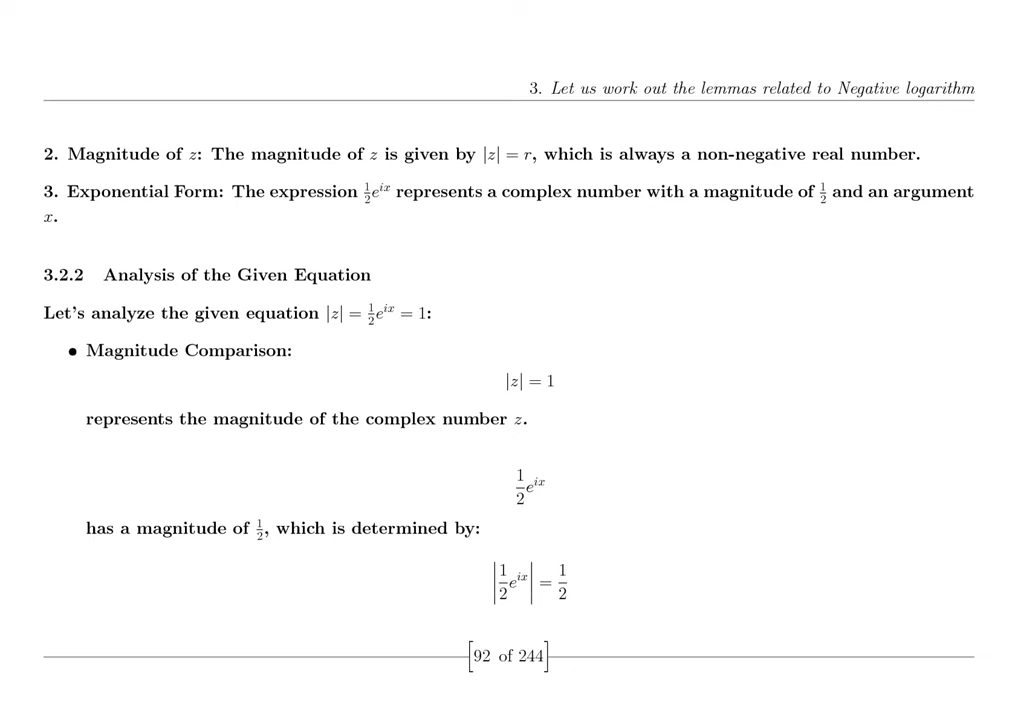 3. Let us work out the lemmas related to Negative logarithm
2. Magnitude of z: The magnitude of z is given by |z| = r, which is always a non-negative real number.
3. Exponential Form: The expression ½e^{ix} represents a complex number with a magnitude of ½ and an argument
x.
3.2.2 Analysis of the Given Equation
Let's analyze the given equation |z| = ½e^{ix} = 1:
• Magnitude Comparison:
|z| = 1
represents the magnitude of the complex number z.
½e^{ix}
has a magnitude of ½, which is determined by:
|½e^{ix}| = ½
[92 of 244]